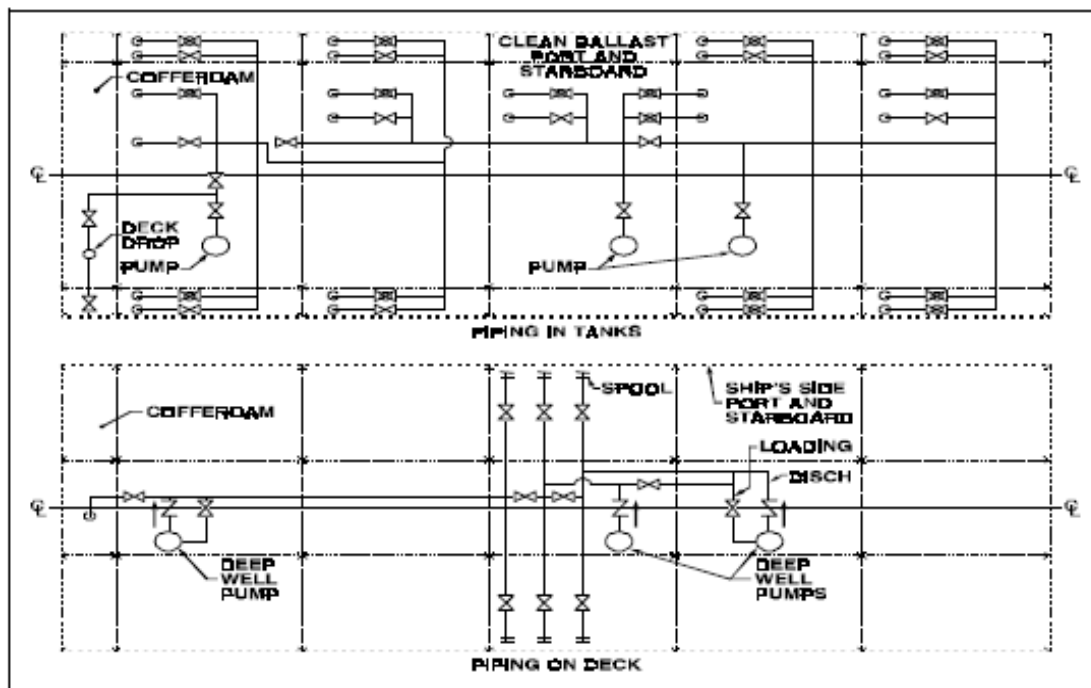 CLEAN BALLAST
PORT AND
STARBOARD
COFFERDAM
℄
℄
DECK
DROP
PUMP
PUMP
PIPING IN TANKS
SPOOL
SHIP'S SIDE
PORT AND
STARBOARD
COFFERDAM
LOADING
DISCH
℄
℄
DEEP
WELL
PUMP
DEEP
WELL
PUMPS
PIPING ON DECK